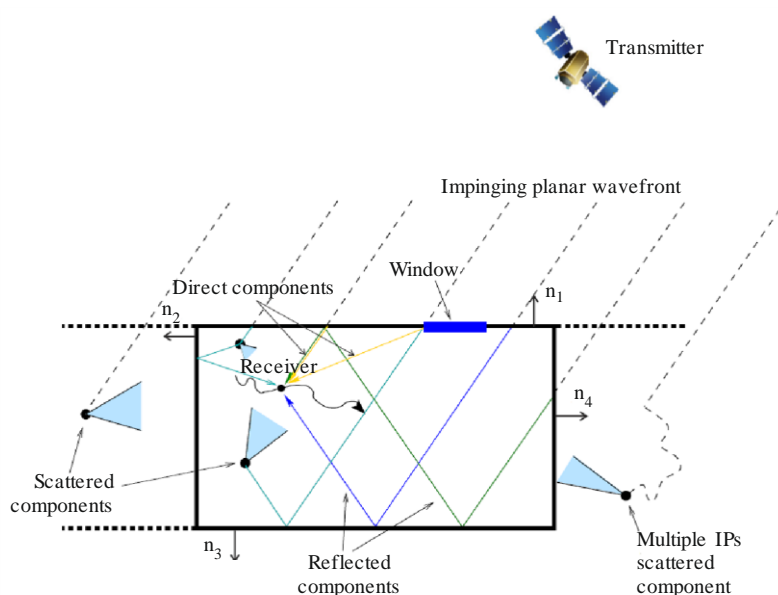 Transmitter
Impinging planar wavefront
Window
Direct components
n1
n2
Receiver
n4
Scattered
components
n3
Reflected
components
Multiple IPs
scattered
component